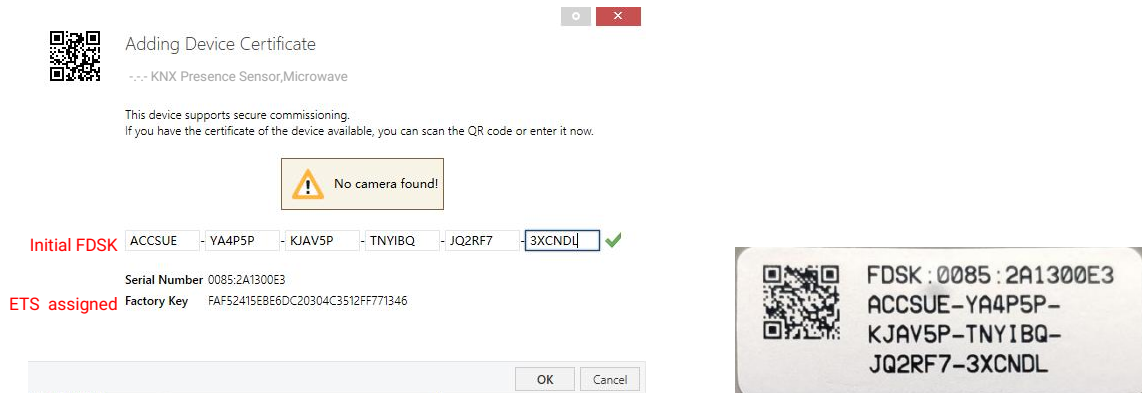 Adding Device Certificate
-.-.- KNX Presence Sensor,Microwave
This device supports secure commissioning.
If you have the certificate of the device available, you can scan the QR code or enter it now.
No camera found!
Initial FDSK ACCSUE - YA4P5P - KJAV5P - TNYIBQ - JQ2RF7 - 3XCNDL
Serial Number 0085:2A1300E3
ETS assigned Factory Key FAF52415EBE6DC20304C3512FF771346
OK Cancel
FDSK:0085:2A1300E3
ACCSUE-YA4P5P-
KJAV5P-TNYIBQ-
JQ2RF7-3XCNDL